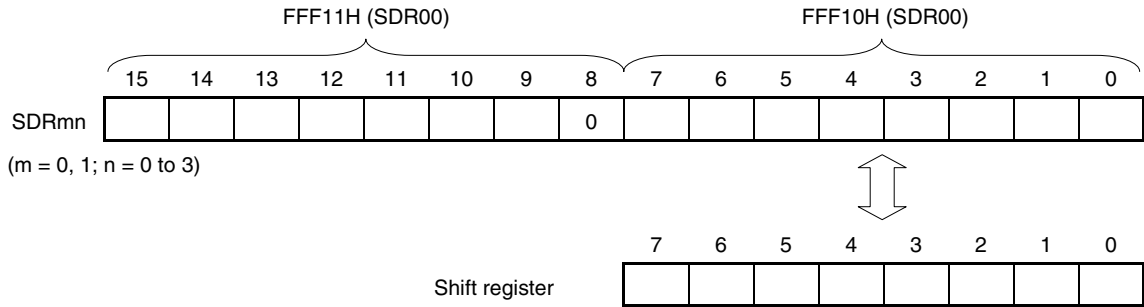 FFF11H (SDR00) FFF10H (SDR00)
15 14 13 12 11 10 9 8 7 6 5 4 3 2 1 0
SDRmn 0
(m = 0, 1; n = 0 to 3)
7 6 5 4 3 2 1 0
Shift register